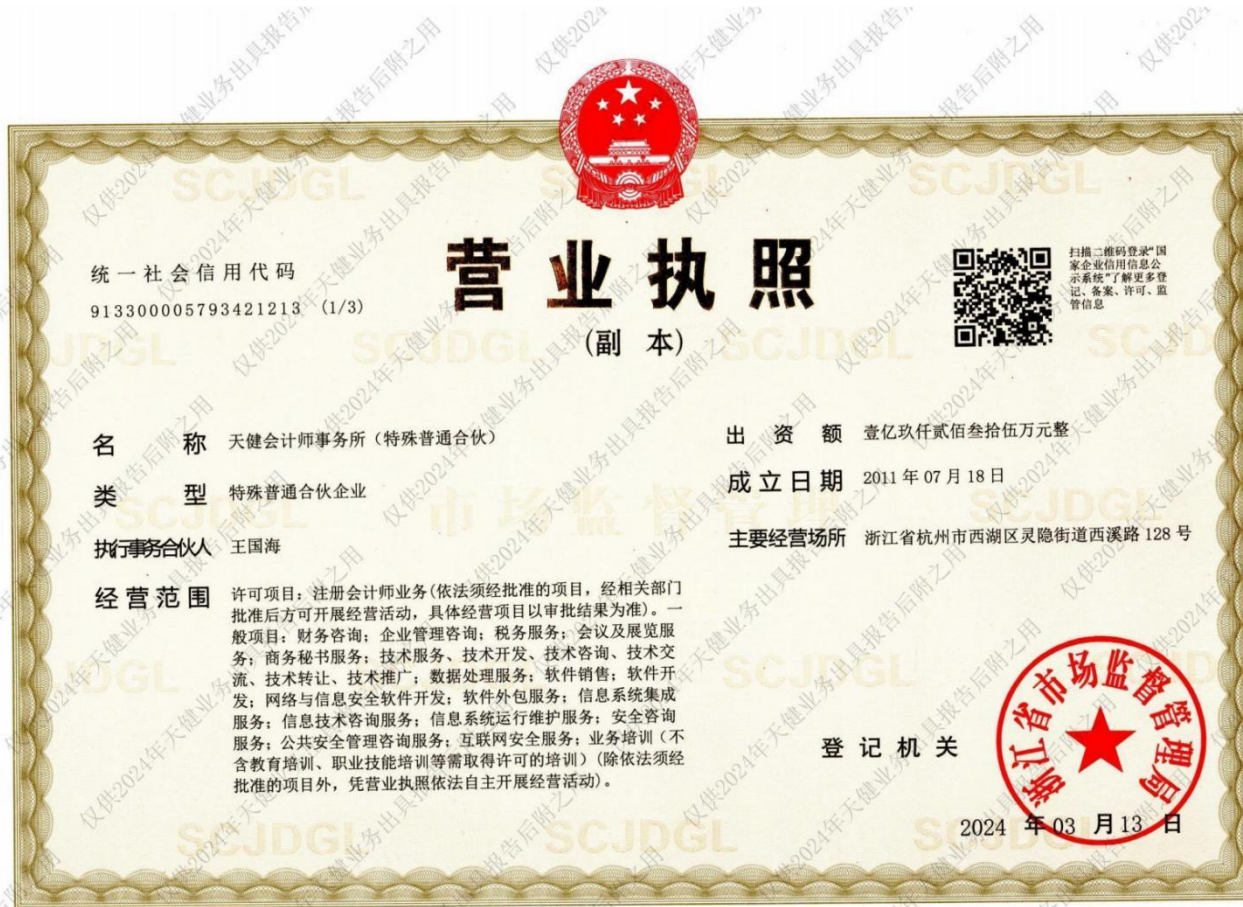 营业执照
(副 本)
统一社会信用代码
913300005793421213 (1/3)
扫描二维码登录“国
家企业信用信息公
示系统”了解更多登
记、备案、许可、监
管信息
名 称 天健会计师事务所（特殊普通合伙）
类 型 特殊普通合伙企业
执行事务合伙人 王国海
经营范围 许可项目：注册会计师业务(依法须经批准的项目，经相关部门
批准后方可开展经营活动，具体经营项目以审批结果为准)。一
般项目：财务咨询；企业管理咨询；税务服务；会议及展览服
务；商务秘书服务；技术服务、技术开发、技术咨询、技术交
流、技术转让、技术推广；数据处理服务；软件销售；软件开
发；网络与信息安全软件开发；软件外包服务；信息系统集成
服务；信息技术咨询服务；信息系统运行维护服务；安全咨询
服务；公共安全管理咨询服务；互联网安全服务；业务培训（不
含教育培训、职业技能培训等需取得许可的培训）(除依法须经
批准的项目外，凭营业执照依法自主开展经营活动)。
出 资 额 壹亿玖仟贰佰叁拾伍万元整
成立日期 2011 年 07 月 18 日
主要经营场所 浙江省杭州市西湖区灵隐街道西溪路 128 号
登记机关
浙江省市场监督管理局
2024 年 03 月 13 日
SCJDGL
市场监督管理
仅供2024年天健业务出具报告后附之用